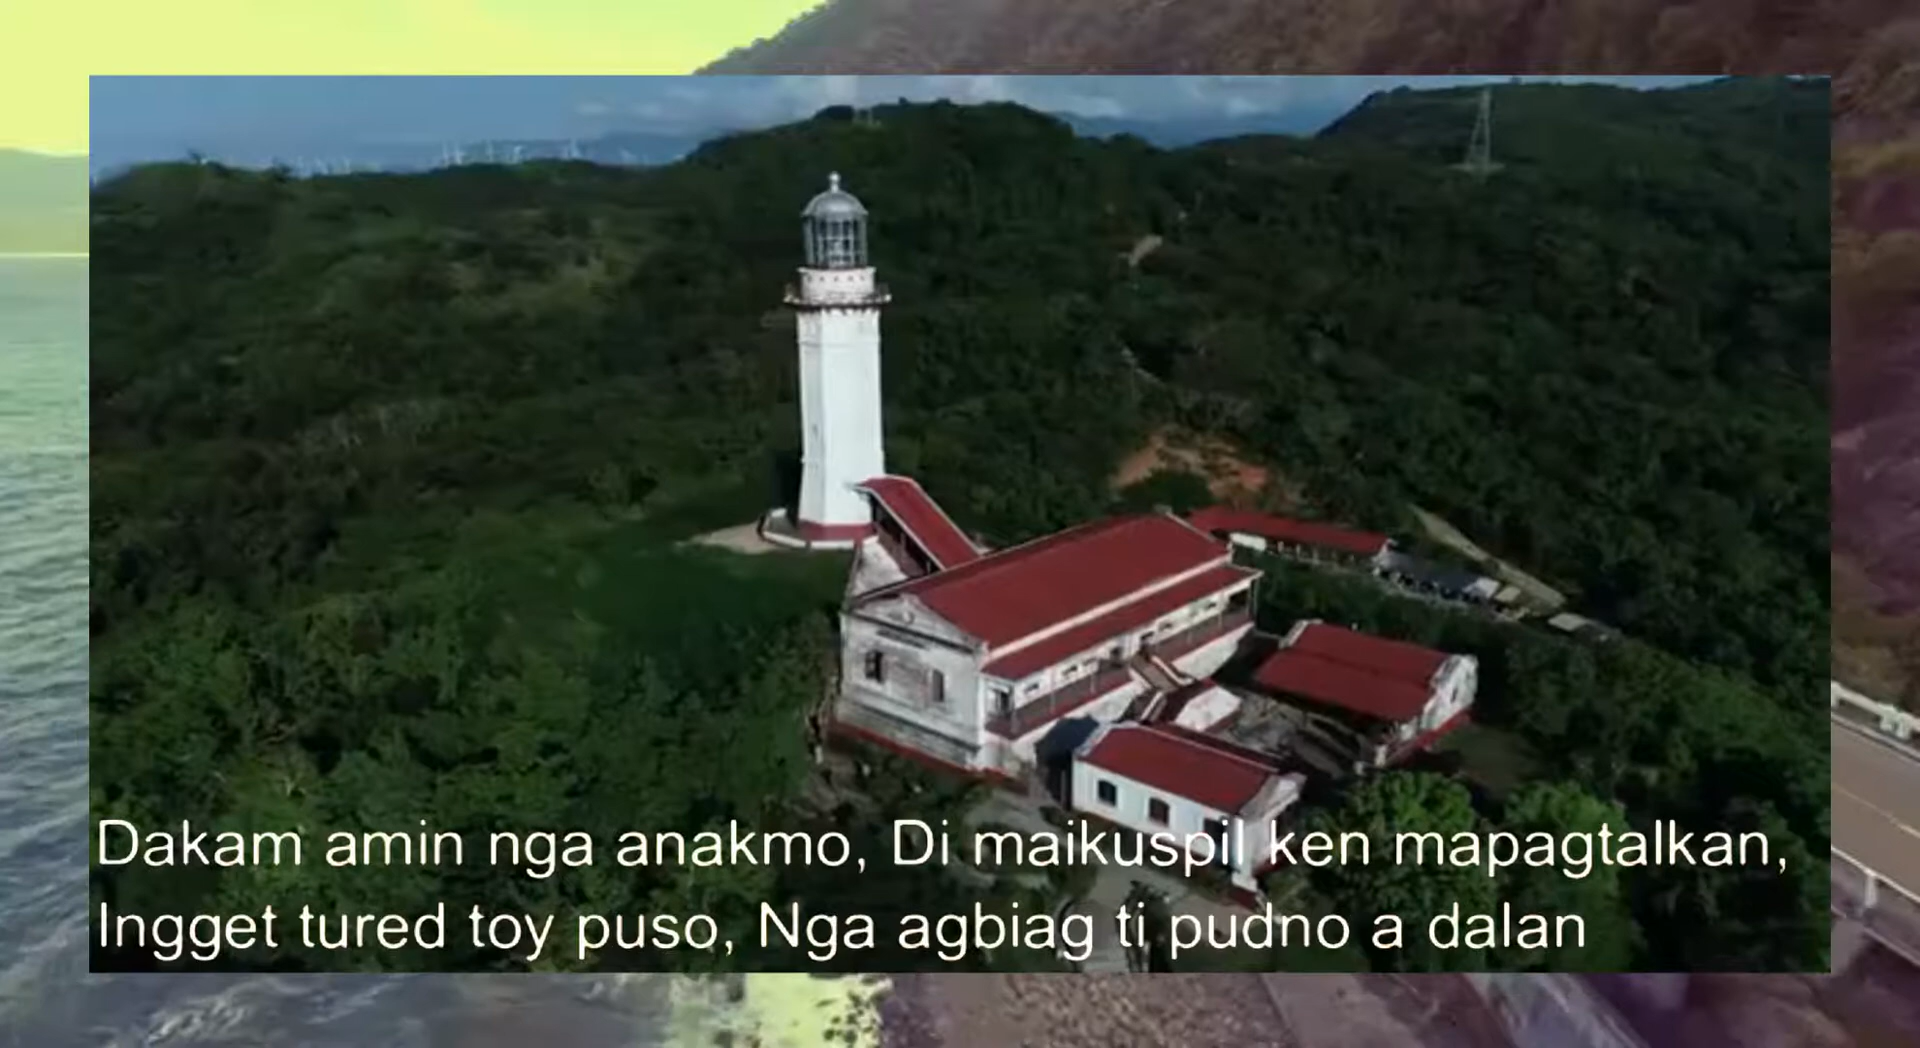 Dakam amin nga anakmo, Di maikuspil ken mapagtalkan,
Ingget tured toy puso, Nga agbiag ti pudno a dalan